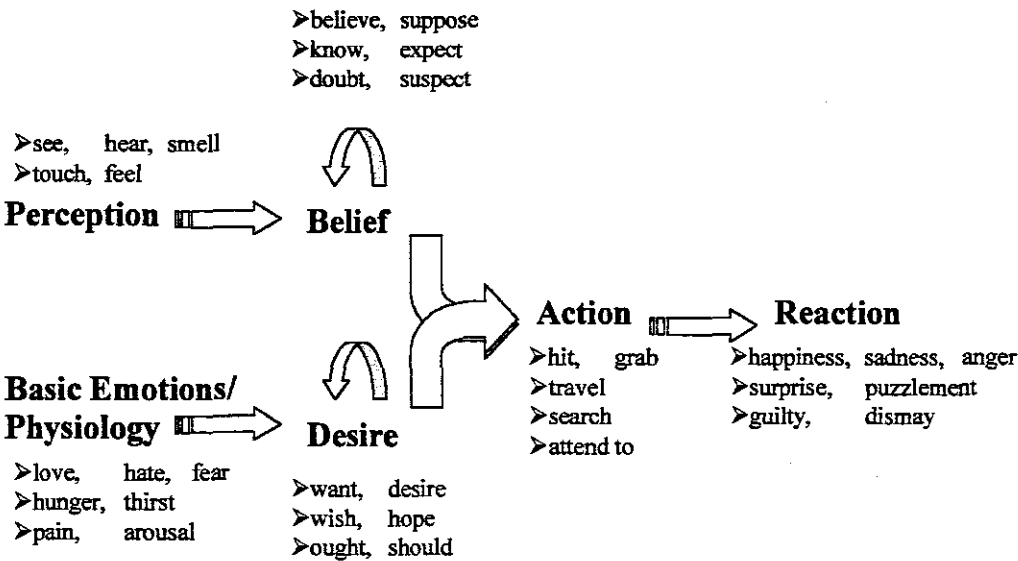 ➢believe, suppose
➢know, expect
➢doubt, suspect
➢see, hear, smell
➢touch, feel
Perception
Belief
Action
Reaction
➢hit, grab
➢travel
➢search
➢attend to
➢happiness, sadness, anger
➢surprise, puzzlement
➢guilty, dismay
Basic Emotions/
Physiology
Desire
➢love, hate, fear
➢hunger, thirst
➢pain, arousal
➢want, desire
➢wish, hope
➢ought, should